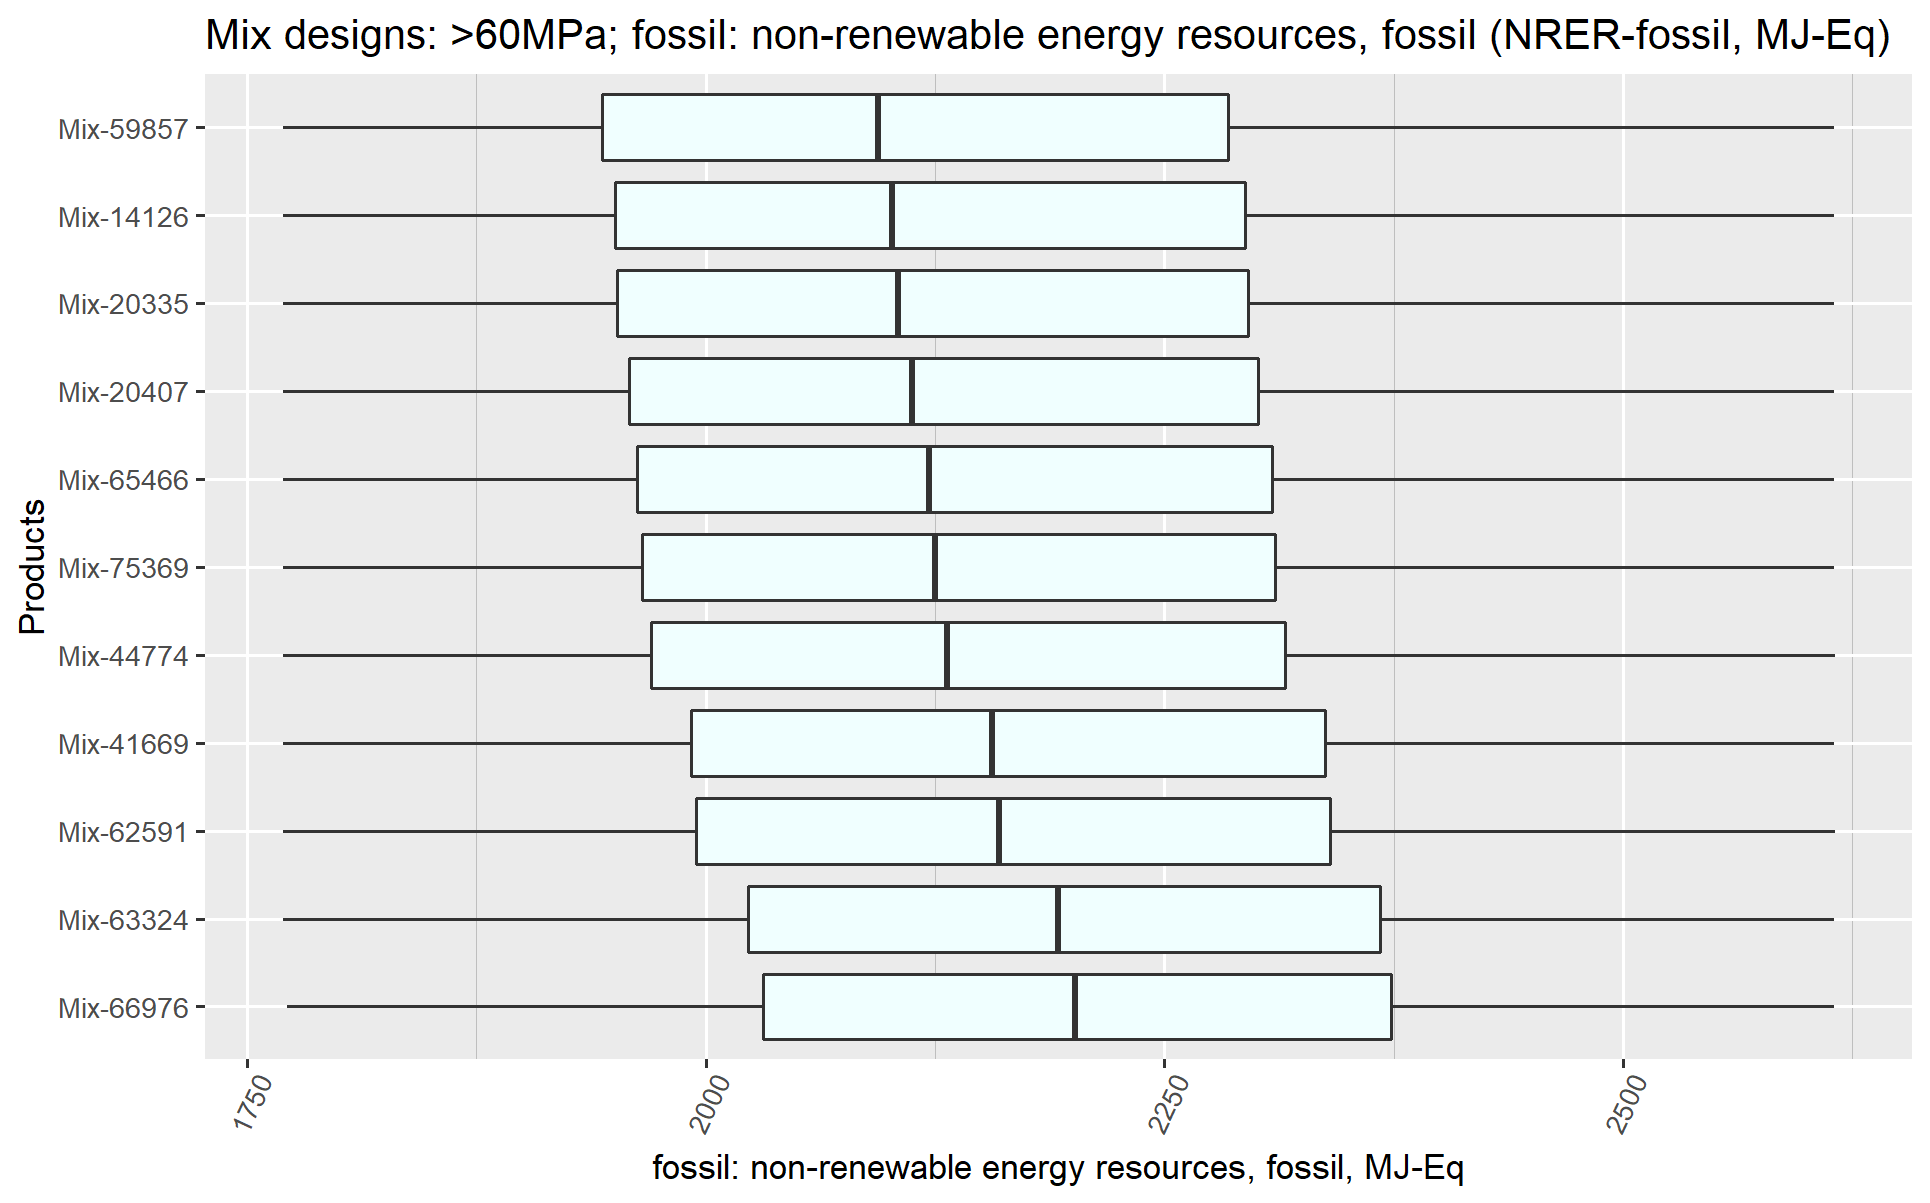 Mix designs: >60MPa; fossil: non-renewable energy resources, fossil (NRER-fossil, MJ-Eq)
Products
Mix-59857
Mix-14126
Mix-20335
Mix-20407
Mix-65466
Mix-75369
Mix-44774
Mix-41669
Mix-62591
Mix-63324
Mix-66976
1750
2000
2250
2500
fossil: non-renewable energy resources, fossil, MJ-Eq